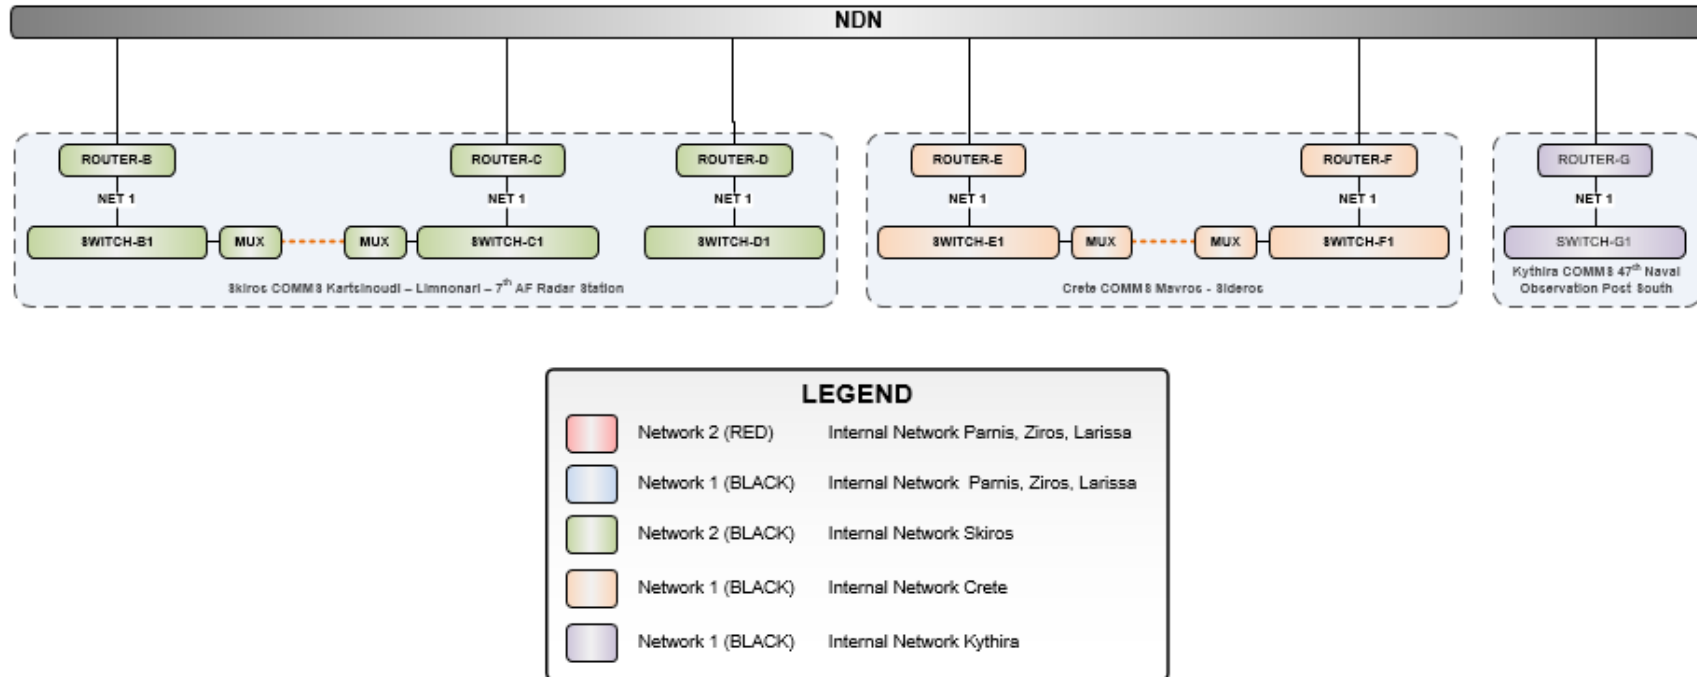 NDN
ROUTER-B ROUTER-C ROUTER-D ROUTER-E ROUTER-F ROUTER-G
NET 1 NET 1 NET 1 NET 1 NET 1 NET 1
SWITCH-B1 MUX MUX SWITCH-C1 SWITCH-D1 SWITCH-E1 MUX MUX SWITCH-F1 SWITCH-G1
Skiros COMMS Kartsinoudi – Limnonari – 7th AF Radar Station
Crete COMMS Mavros - Sideros
Kythira COMMS 47th Naval
Observation Post South
LEGEND
Network 2 (RED) Internal Network Parnis, Ziros, Larissa
Network 1 (BLACK) Internal Network Parnis, Ziros, Larissa
Network 2 (BLACK) Internal Network Skiros
Network 1 (BLACK) Internal Network Crete
Network 1 (BLACK) Internal Network Kythira